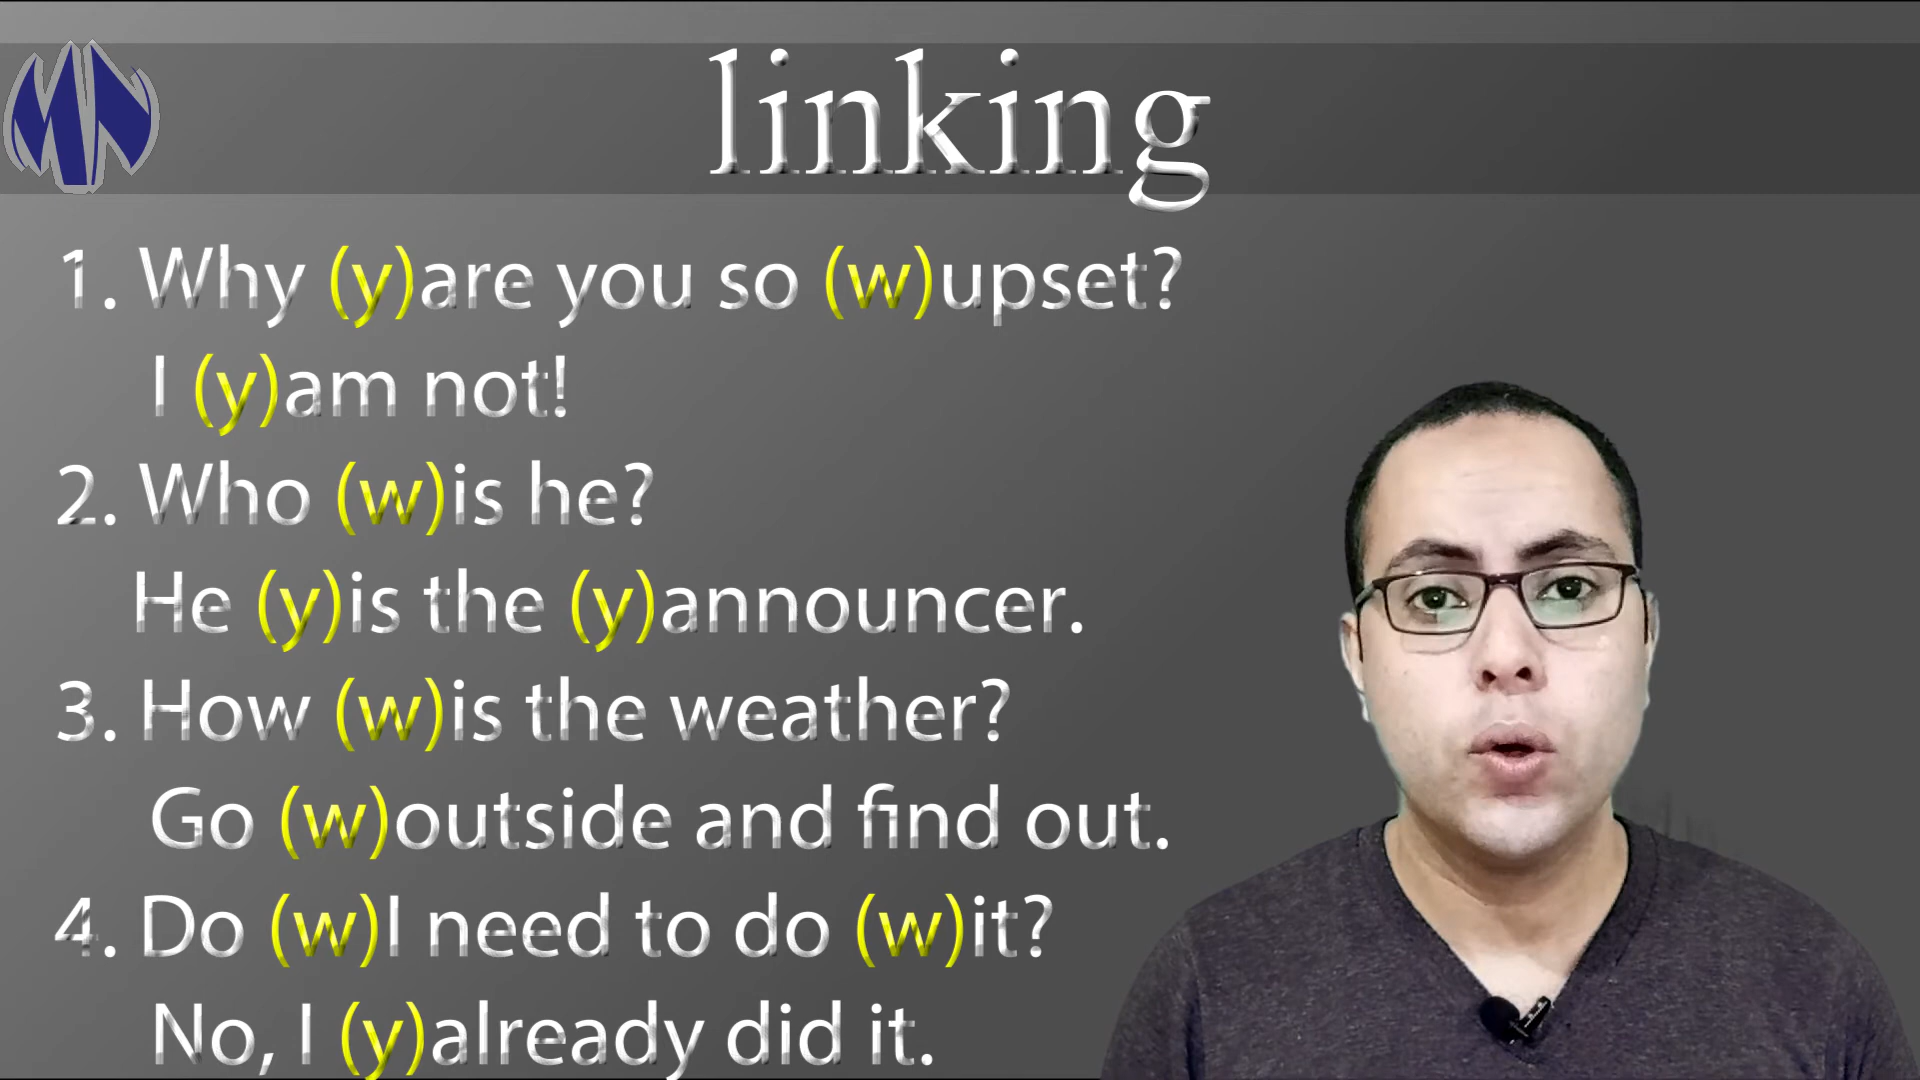 MN
linking
1. Why (y)are you so (w)upset?
I (y)am not!
2. Who (w)is he?
He (y)is the (y)announcer.
3. How (w)is the weather?
Go (w)outside and find out.
4. Do (w)I need to do (w)it?
No, I (y)already did it.